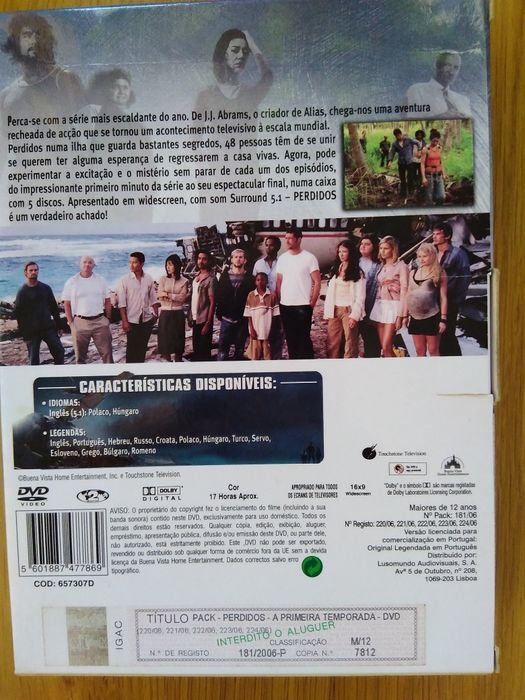 Perca-se com a série mais escaldante do ano. De J.J. Abrams, o criador de Alias, chega-nos uma aventura
recheada de acção que se tornou um acontecimento televisivo à escala mundial.
Perdidos numa ilha que guarda bastantes segredos, 48 pessoas têm de se unir
se querem ter alguma esperança de regressarem a casa vivas. Agora, pode
experimentar a excitação e o mistério sem parar de cada um dos episódios,
do impressionante primeiro minuto da série ao seu espectacular final, numa caixa
com 5 discos. Apresentado em widescreen, com som Surround 5.1 – PERDIDOS
é um verdadeiro achado!
CARACTERÍSTICAS DISPONÍVEIS:
• IDIOMAS:
Inglês (5.1); Polaco, Húngaro
• LEGENDAS:
Inglês, Português, Hebreu, Russo, Croata, Polaco, Húngaro, Turco, Servo,
Esloveno, Grego, Búlgaro, Romeno
Touchstone Television
©Buena Vista Home Entertainment, Inc. e Touchstone Television.
DVD
VIDEO
2
DOLBY
DIGITAL
Cor
17 Horas Aprox.
APROPRIADO PARA TODOS
OS ECRANS DE TELEVISORES
16x9
Widescreen
"Dolby" e o símbolo DD são marcas registadas
de Dolby Laboratories Licensing Corporation.
AVISO: O proprietário do copyright fez o licenciamento do filme (incluindo a sua
banda sonora) contido neste DVD, exclusivamente para uso doméstico. Todos os
demais direitos estão reservados. Qualquer cópia, edição, exibição, aluguer,
empréstimo, apresentação pública, difusão e/ou emissão deste DVD, ou parte dele,
não autorizado, está estritamente proibido. Este DVD não pode ser exportado,
revendido ou distribuido sob qualquer forma de comércio fora da UE sem a devida
licença da Buena Vista Home Entertainment. Dados correctos salvo erro
tipográfico.
Maiores de 12 anos
Nº Pack: 181/06
Nº Registo: 220/06, 221/06, 222/06, 223/06, 224/06
Versão licenciada para
comercialização em Portugal:
Original Legendada em Português
Distribuido em Portugal por:
Lusomundo Audiovisuais, S. A.
Av 5 de Outubro, nº 208,
1069-203 Lisboa
5 601887 477869
COD: 657307D
IGAC
TÍTULO PACK - PERDIDOS - A PRIMEIRA TEMPORADA - DVD
(220/06, 221/06, 222/06, 223/06, 224/06)
INTERDITO O ALUGUER
CLASSIFICAÇÃO M/12
N.º DE REGISTO 181/2006-P CÓPIA N.º 7812